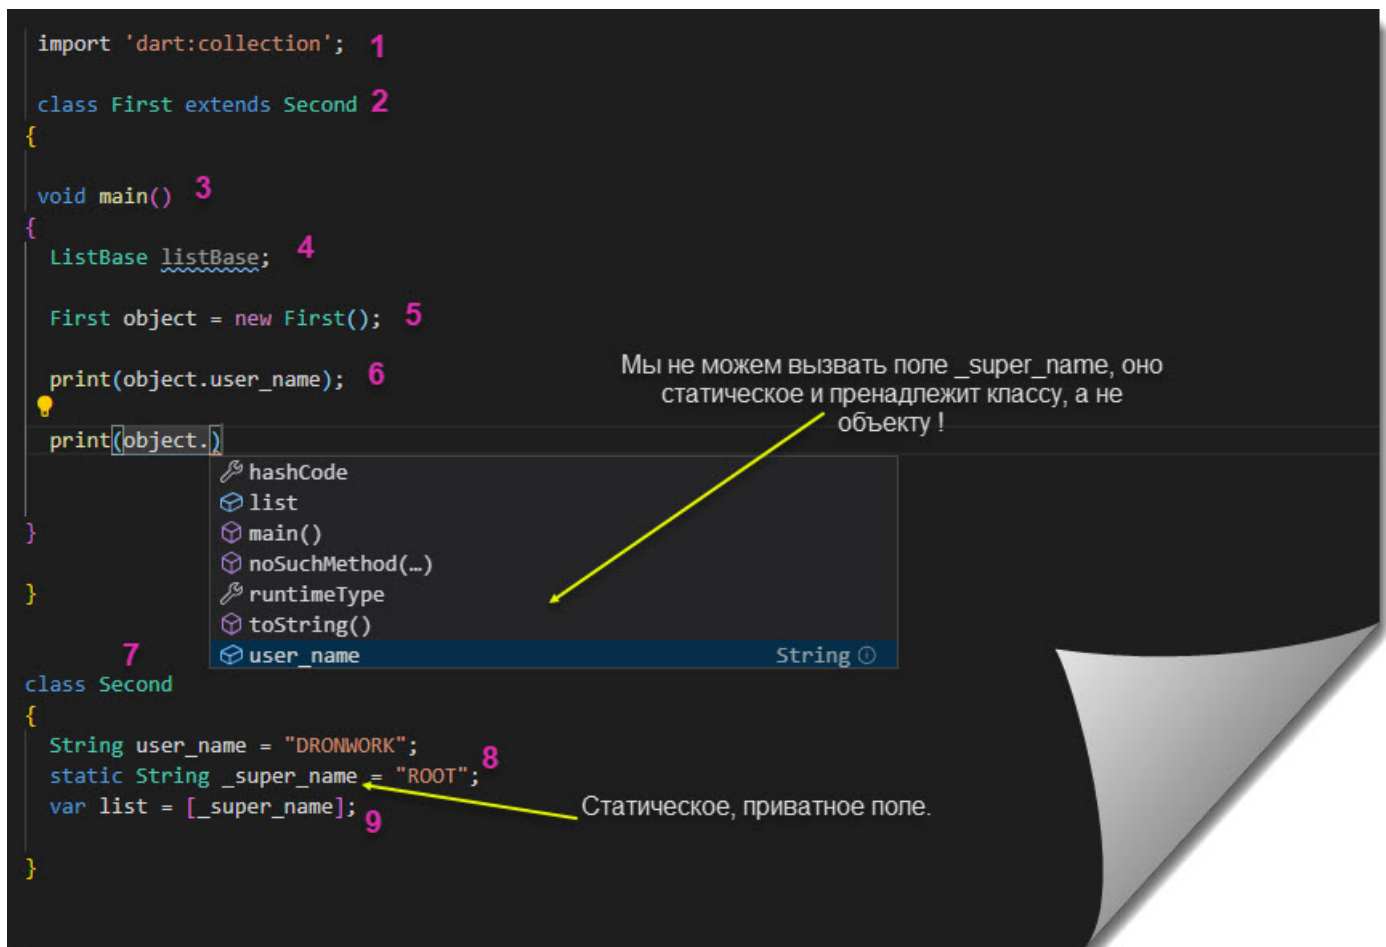 import 'dart:collection'; 1
class First extends Second 2
{
void main() 3
{
ListBase listBase; 4
First object = new First(); 5
print(object.user_name); 6
Мы не можем вызвать поле _super_name, оно
статическое и пренадлежит классу, а не
объекту !
print(object.)
hashCode
list
main()
noSuchMethod(…)
runtimeType
toString()
user_name String
}
}
7
class Second
{
String user_name = "DRONWORK";
static String _super_name = "ROOT"; 8
var list = [_super_name]; 9
Статическое, приватное поле.
}